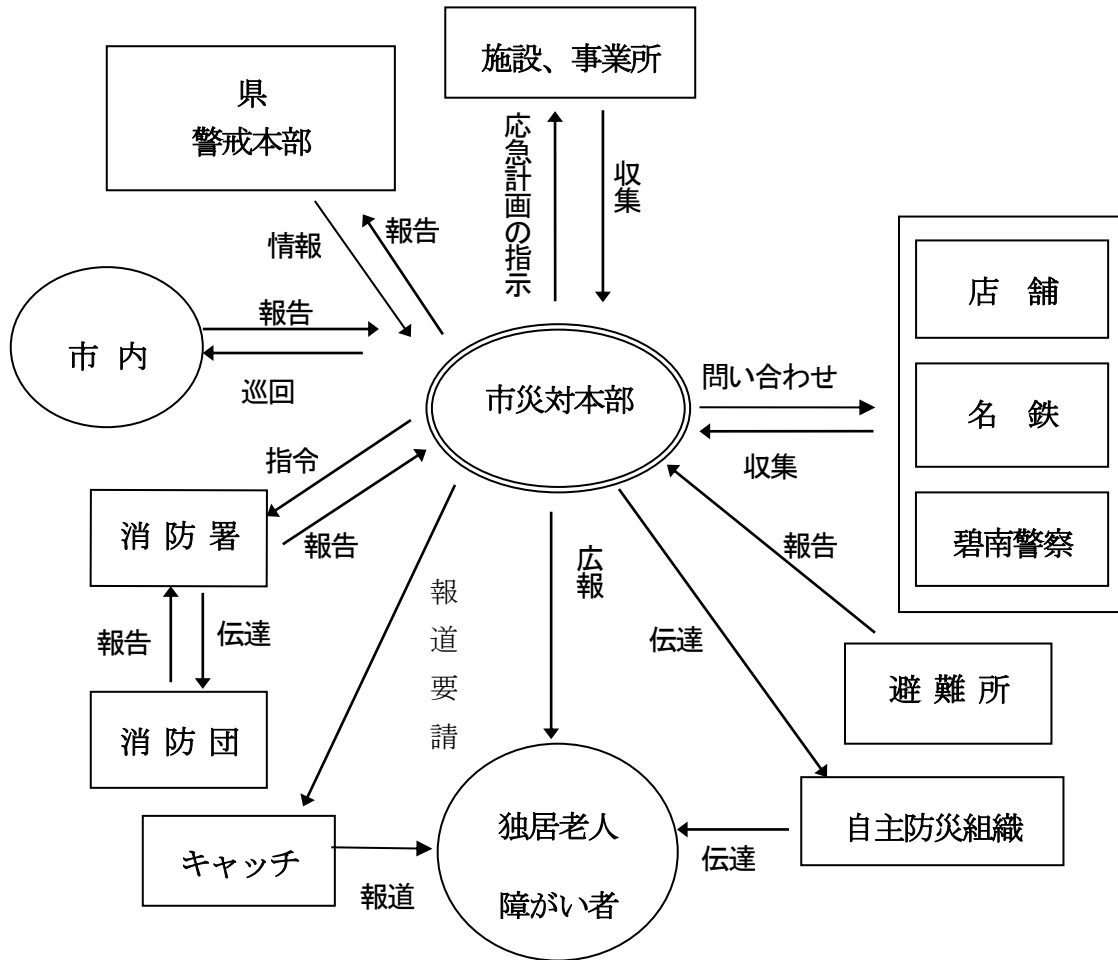 施設、事業所
県
警戒本部
応急計画の指示
収集
情報
報告
店 舗
市 内
報告
巡回
市災対本部
問い合わせ
収集
名 鉄
指令
報告
消 防 署
碧南警察
報告
伝達
報道要請
広報
伝達
報告
避 難 所
消 防 団
キャッチ
報道
独居老人
障がい者
伝達
自主防災組織